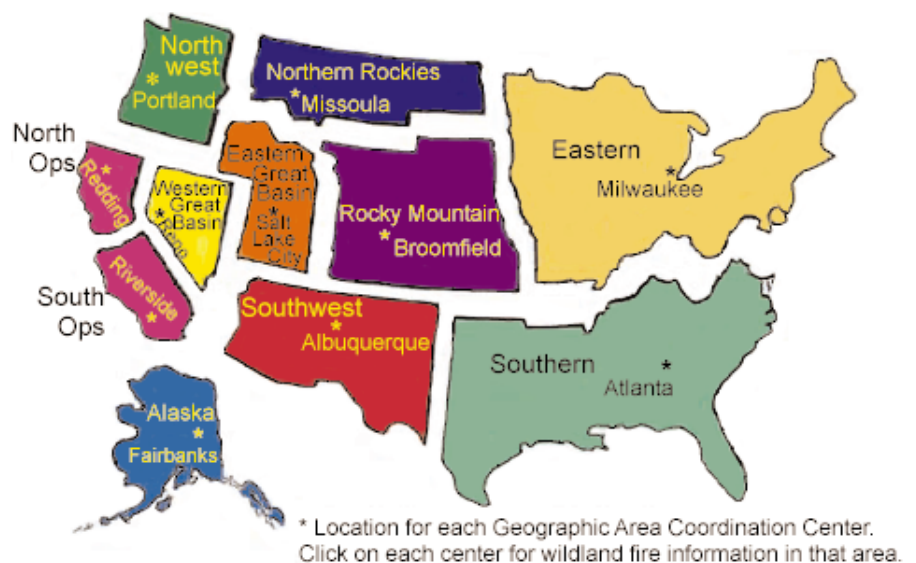 North
west
Portland
Northern Rockies
Missoula
North
Ops
Redding
Western
Great
Basin
Reno
Eastern
Great
Basin
Salt
Lake
City
Rocky Mountain
Broomfield
Eastern
Milwaukee
South
Ops
Riverside
Southwest
Albuquerque
Southern
Atlanta
Alaska
Fairbanks
* Location for each Geographic Area Coordination Center.
Click on each center for wildland fire information in that area.